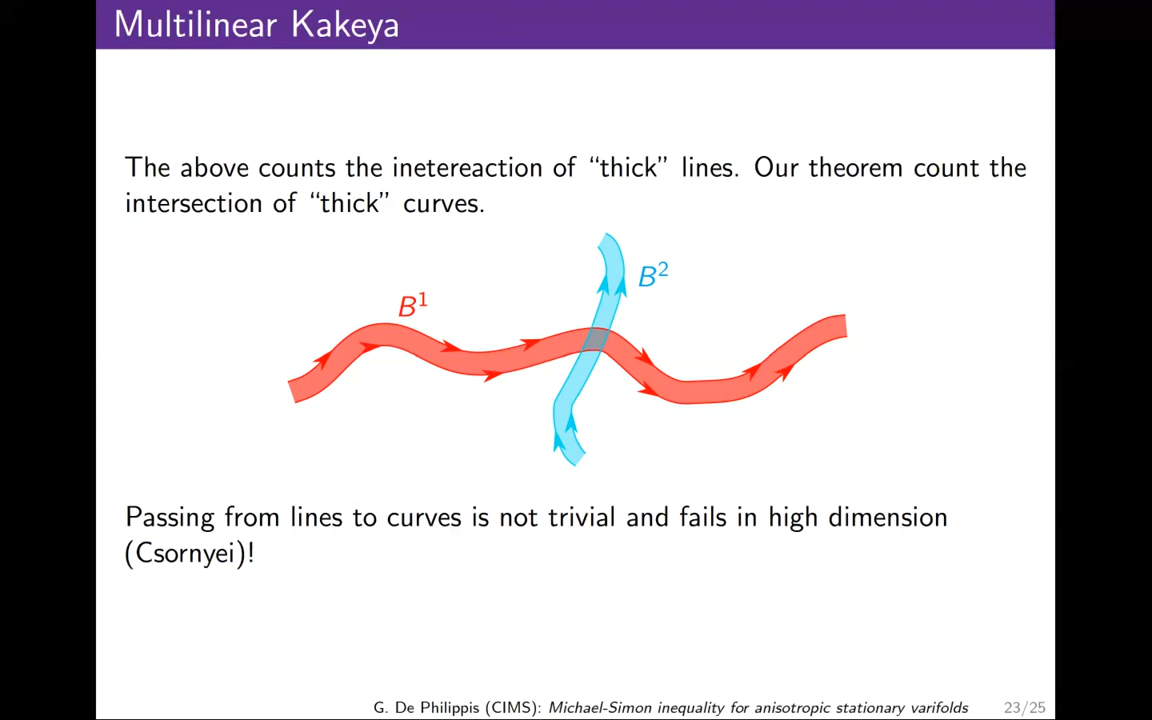 Multilinear Kakeya
The above counts the inetereaction of “thick” lines. Our theorem count the
intersection of “thick” curves.
B²
B¹
Passing from lines to curves is not trivial and fails in high dimension
(Csornyei)!
G. De Philippis (CIMS): Michael-Simon inequality for anisotropic stationary varifolds 23/25